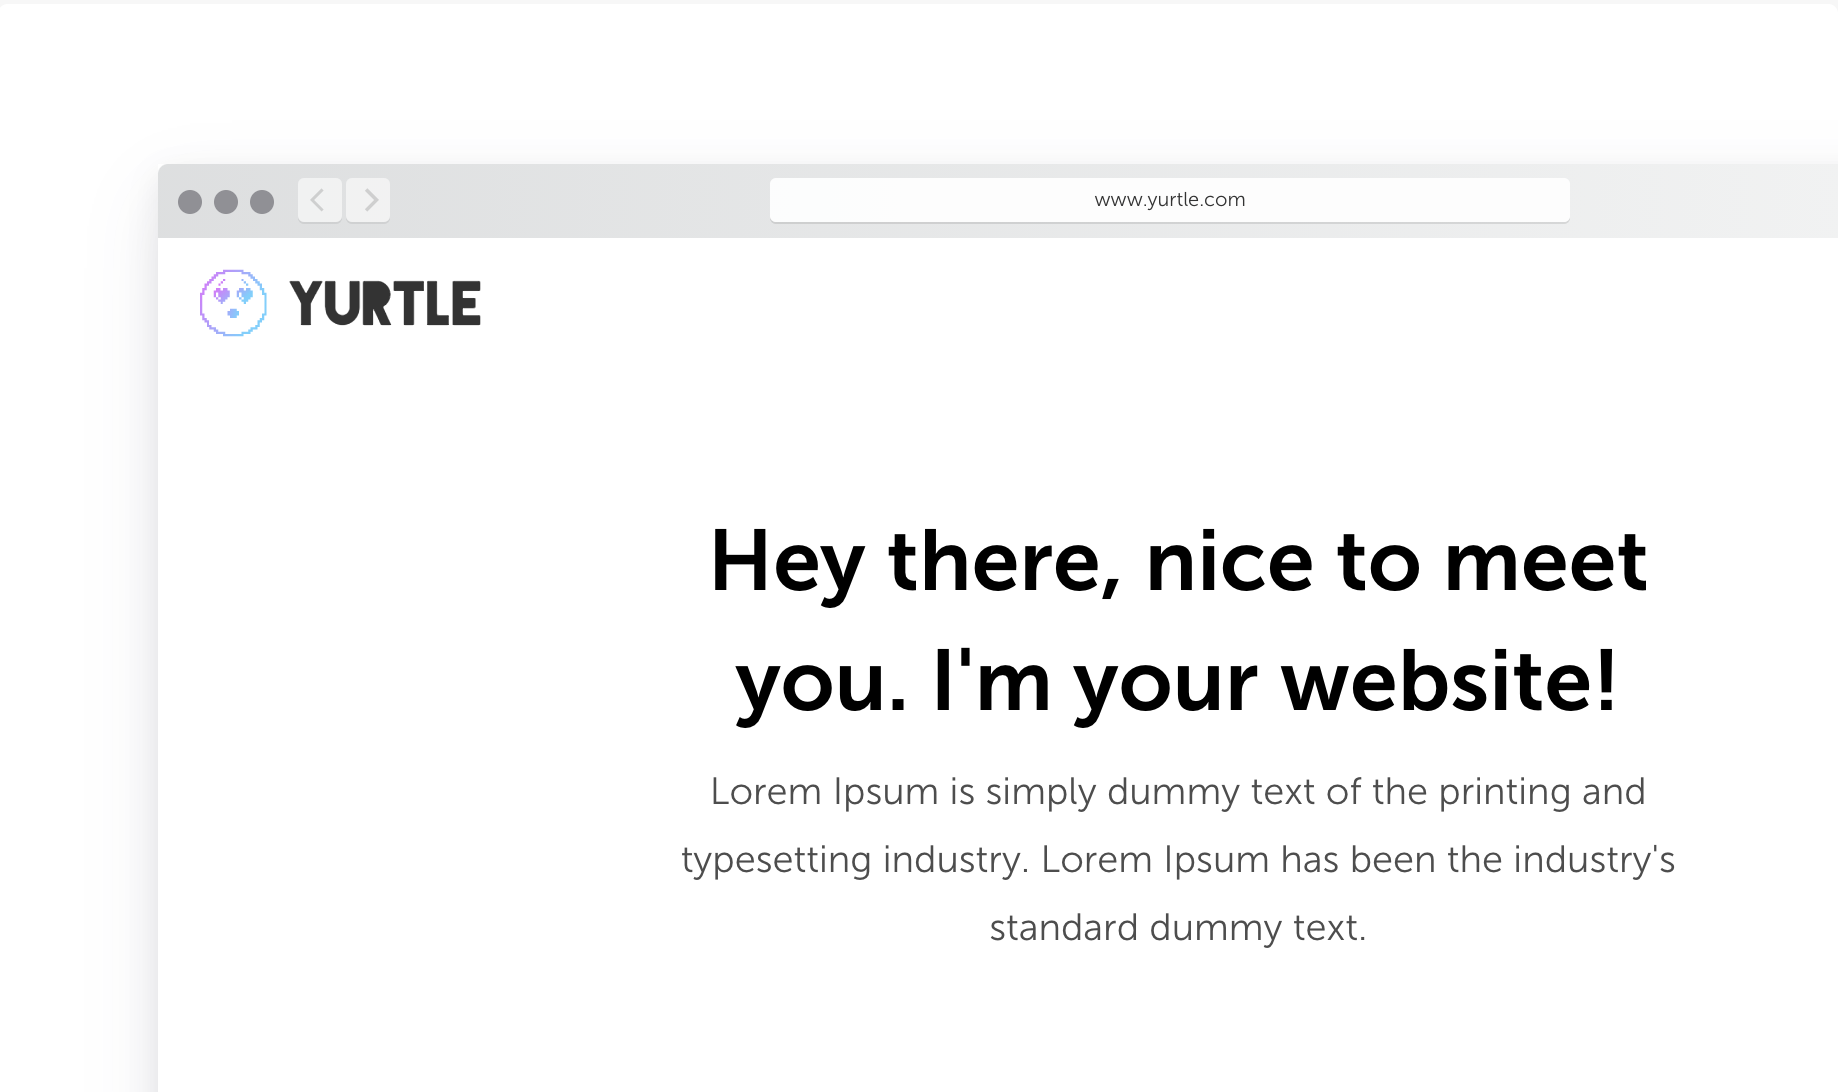 www.yurtle.com
YURTLE
Hey there, nice to meet
you. I'm your website!
Lorem Ipsum is simply dummy text of the printing and
typesetting industry. Lorem Ipsum has been the industry's
standard dummy text.